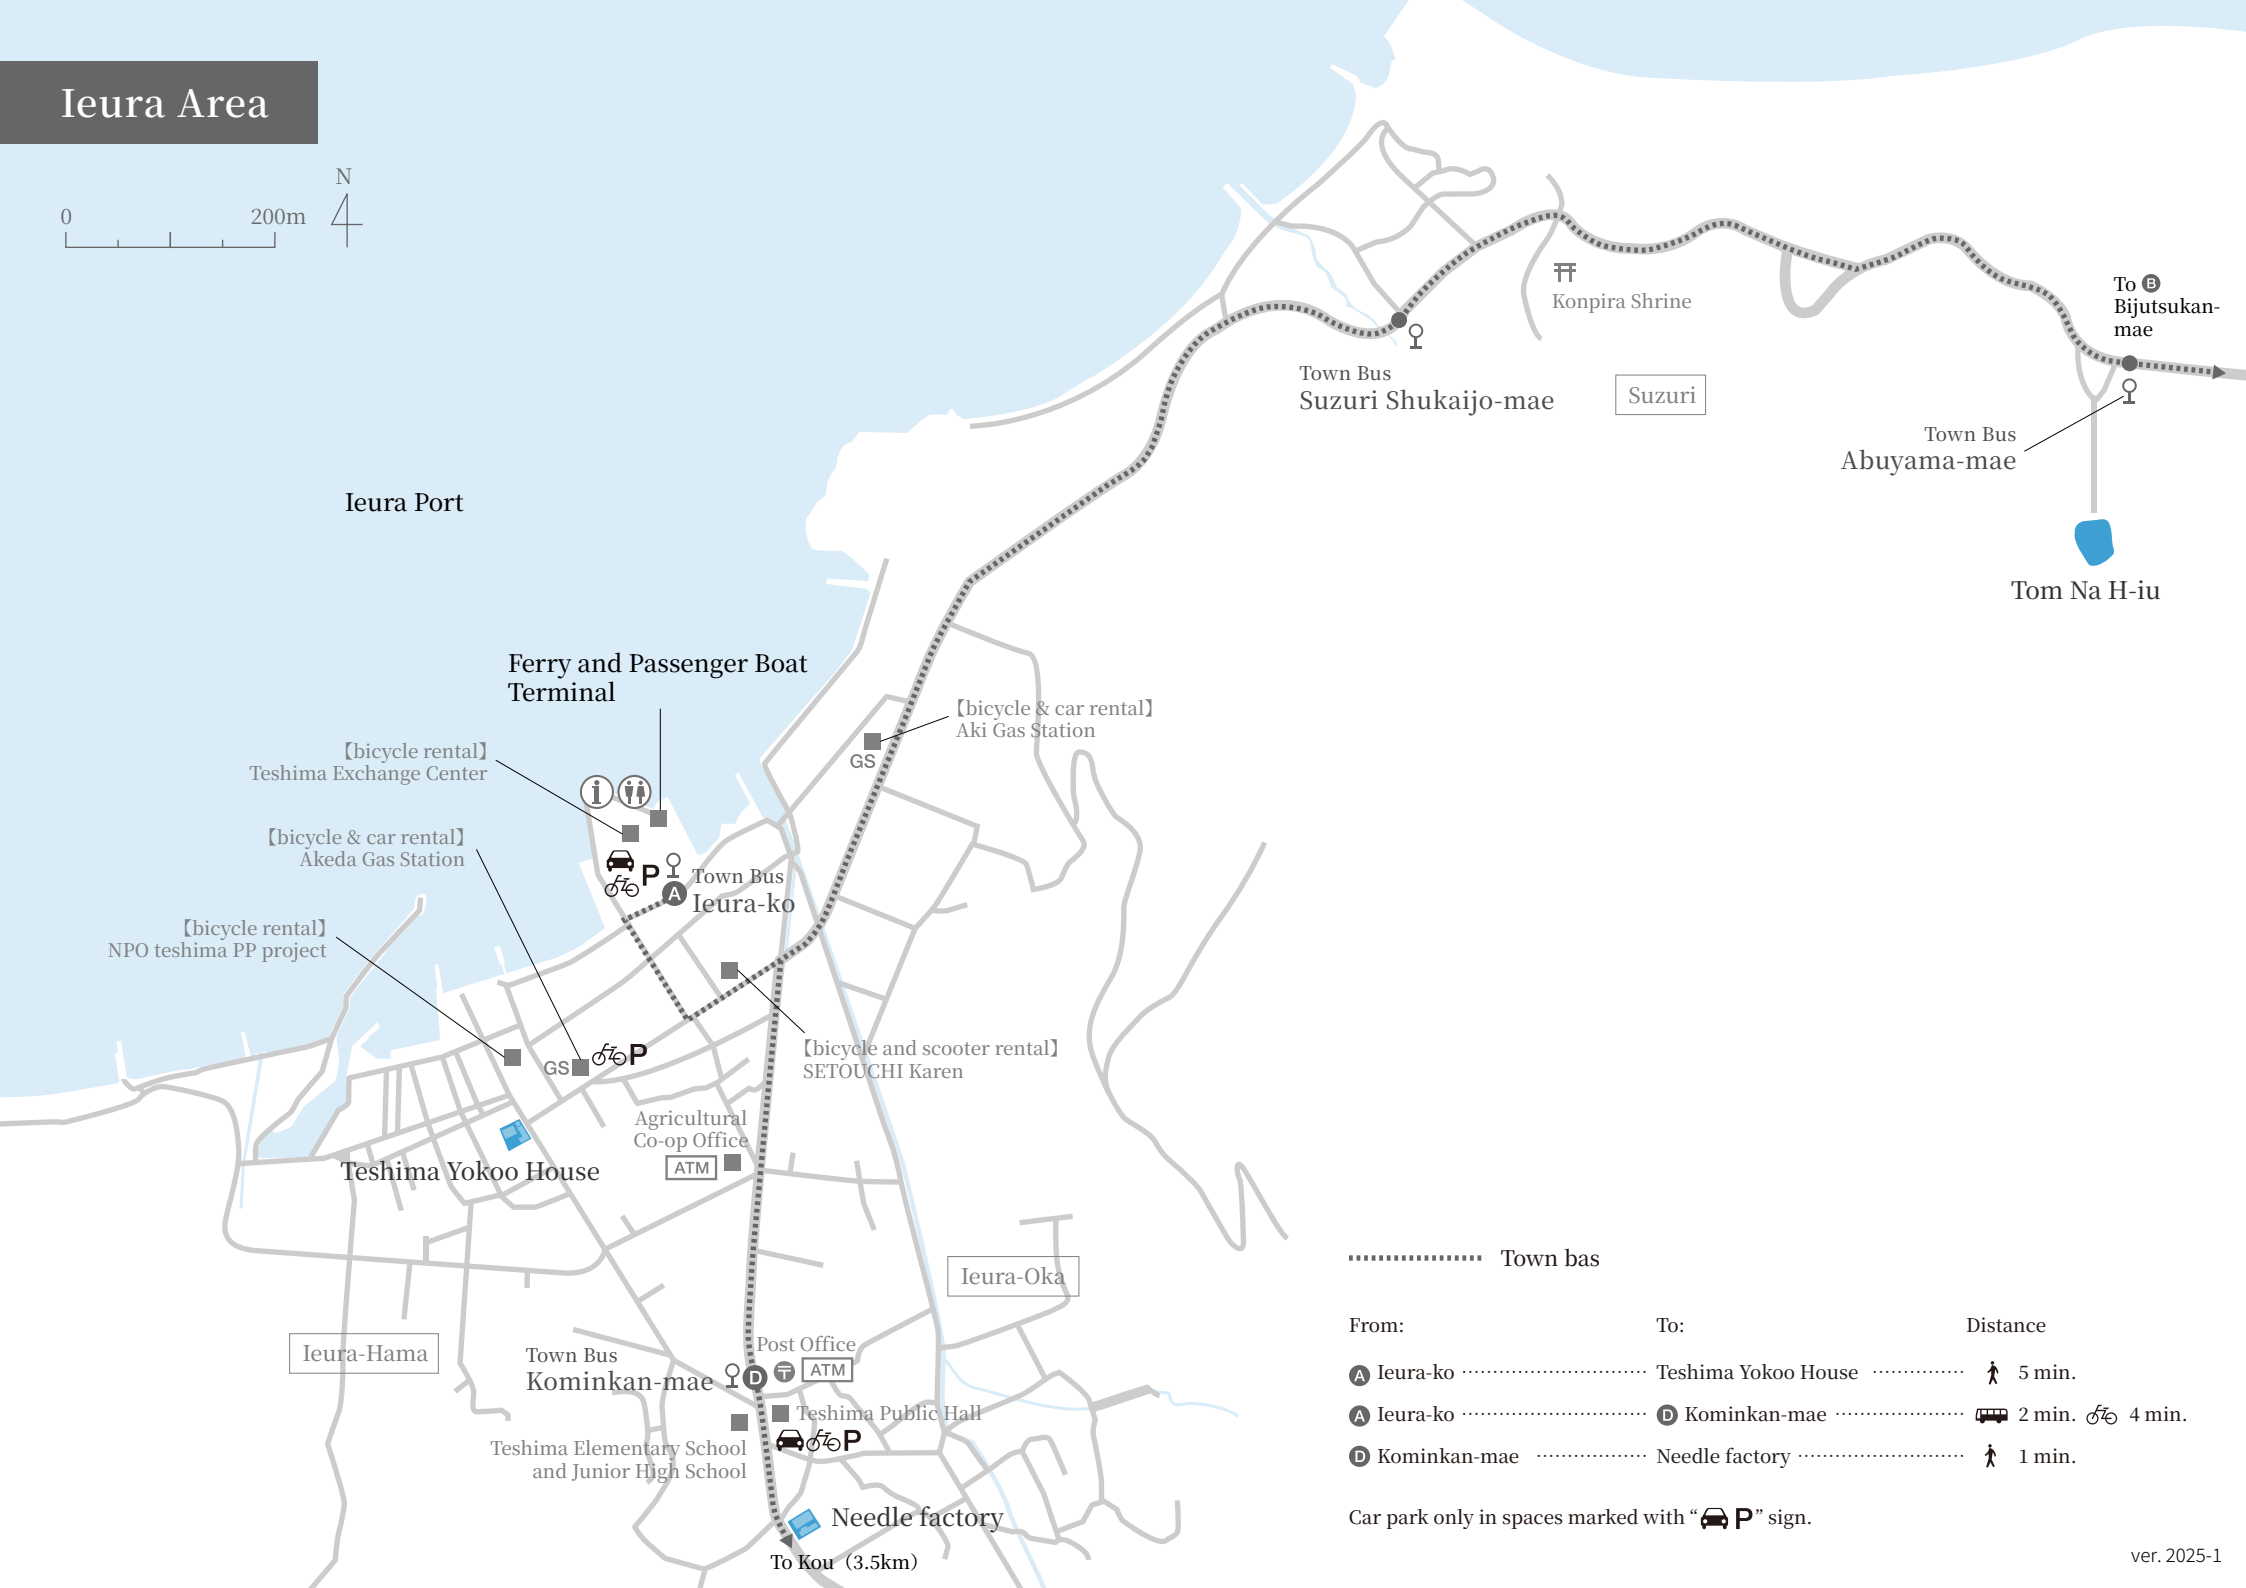 Ieura Area
N
0 200m
To B
Bijutsukan-
mae
Konpira Shrine
Town Bus
Suzuri Shukaijo-mae
Suzuri
Town Bus
Abuyama-mae
Tom Na H-iu
Ieura Port
Ferry and Passenger Boat
Terminal
【bicycle & car rental】
Aki Gas Station
GS
【bicycle rental】
Teshima Exchange Center
【bicycle & car rental】
Akeda Gas Station
P
A
Town Bus
Ieura-ko
【bicycle rental】
NPO teshima PP project
GS
P
【bicycle and scooter rental】
SETOUCHI Karen
Agricultural
Co-op Office
ATM
Teshima Yokoo House
Ieura-Oka
Ieura-Hama
Town Bus
Kominkan-mae
D
Post Office
〒
ATM
Teshima Public Hall
P
Teshima Elementary School
and Junior High School
Needle factory
To Kou（3.5km）
Town bas
From: To: Distance
A Ieura-ko Teshima Yokoo House 5 min.
A Ieura-ko D Kominkan-mae 2 min. 4 min.
D Kominkan-mae Needle factory 1 min.
Car park only in spaces marked with “ P ” sign.
ver. 2025-1